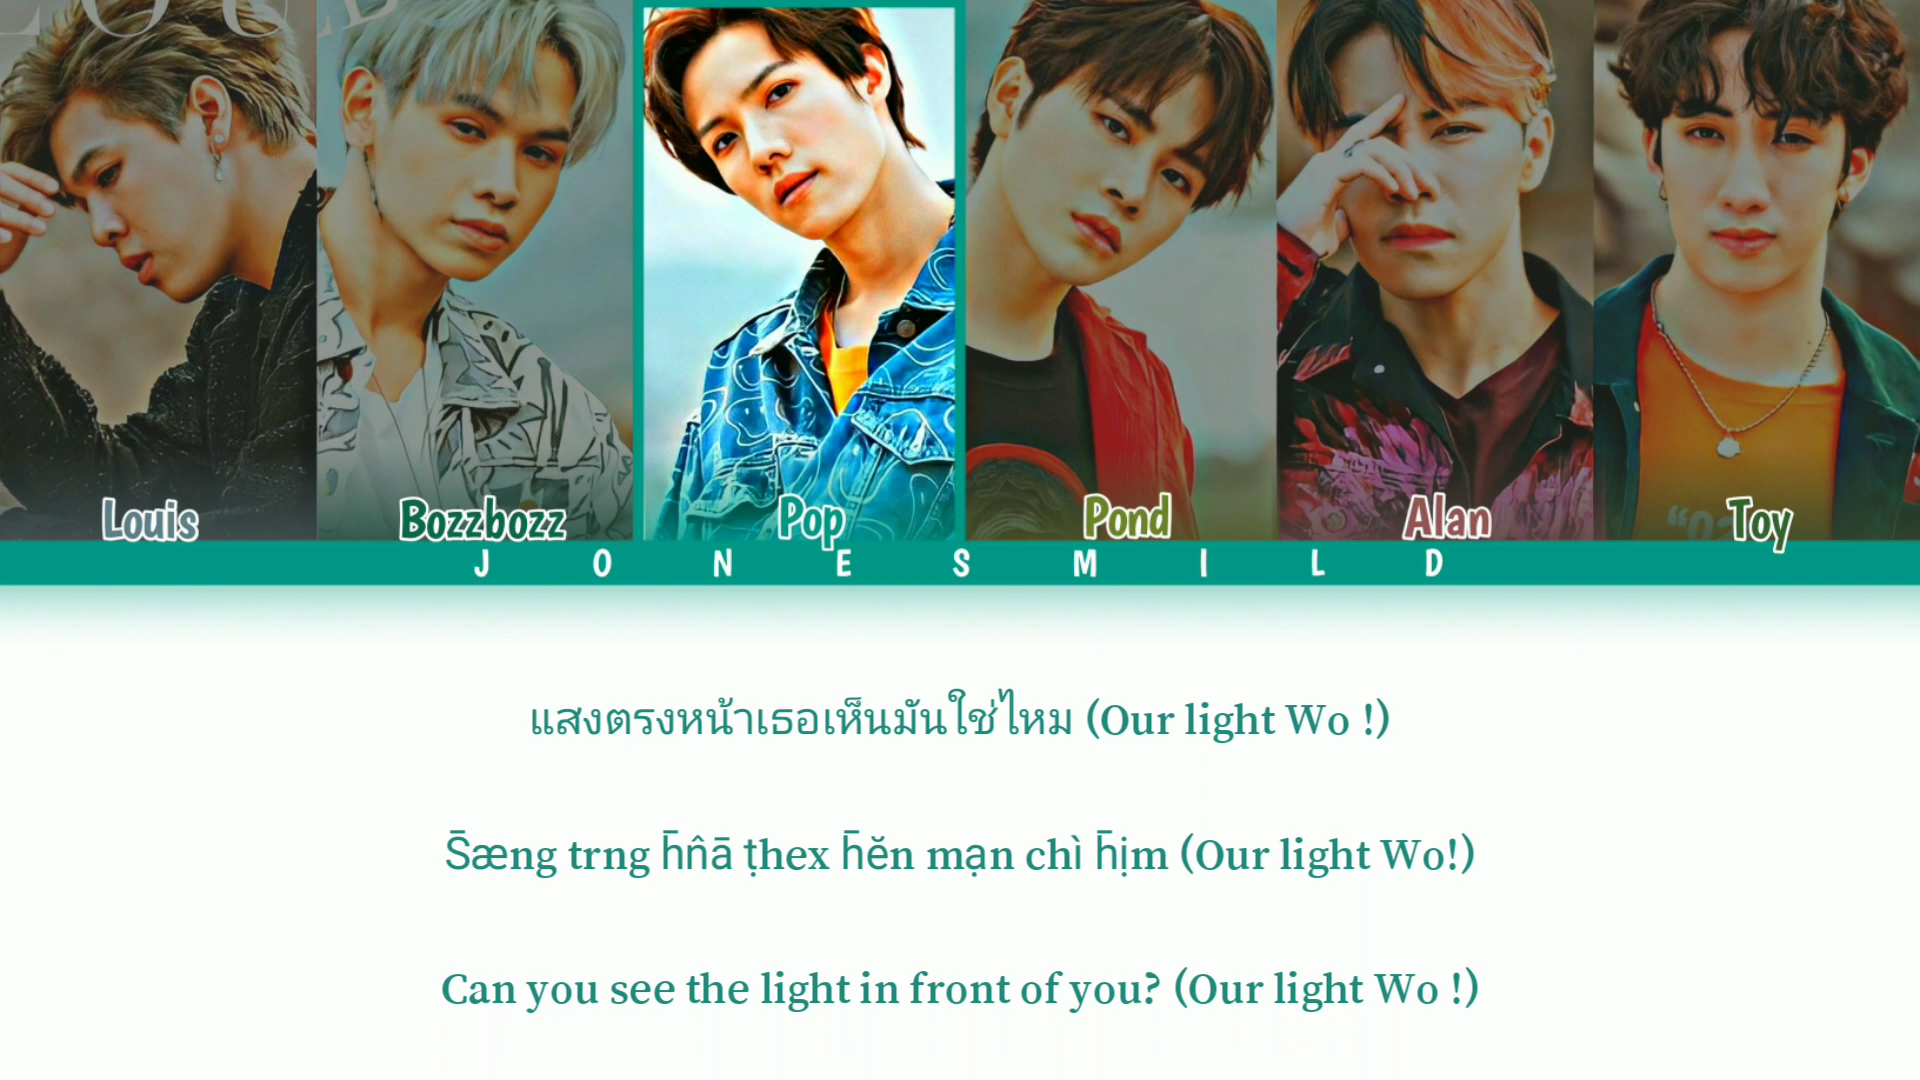 Louis
Bozzbozz
Pop
Pond
Alan
Toy
JONESMILD
แสงตรงหน้าเธอเห็นมันใช่ไหม (Our light Wo !)
S̄æng trng h̄n̂ā ṭhex h̄ĕn mạn chì h̄ịm (Our light Wo!)
Can you see the light in front of you? (Our light Wo !)